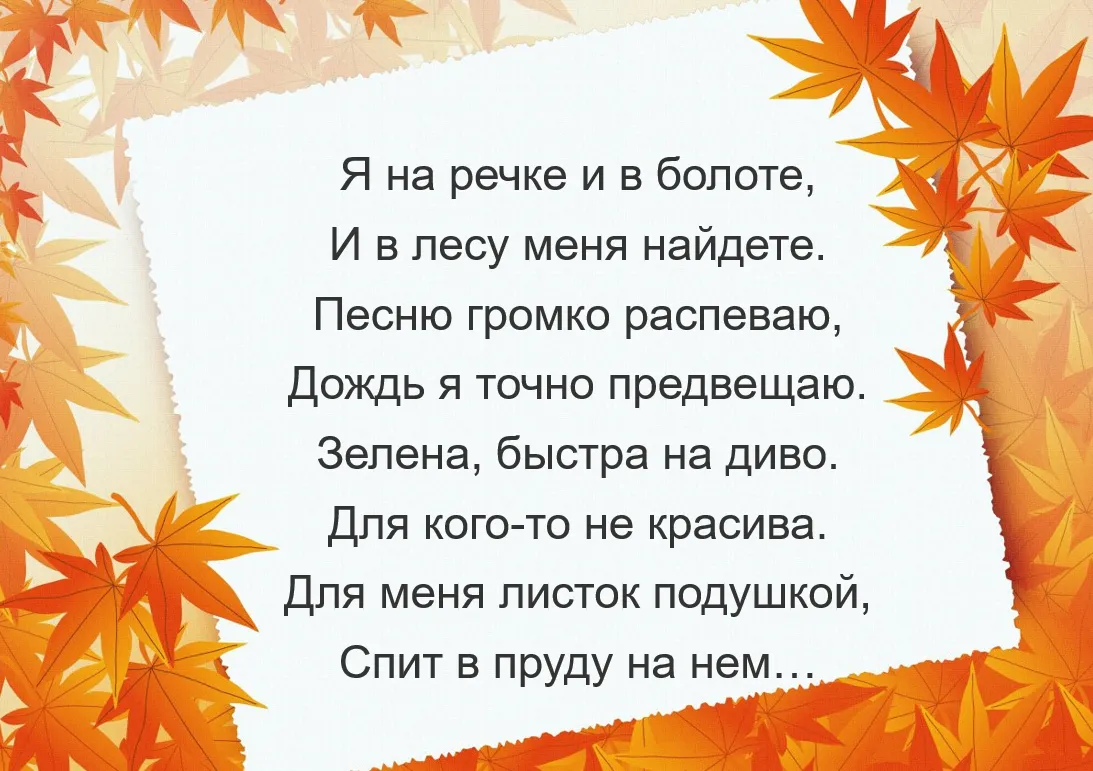 Я на речке и в болоте,
И в лесу меня найдете.
Песню громко распеваю,
Дождь я точно предвещаю.
Зелена, быстра на диво.
Для кого-то не красива.
Для меня листок подушкой,
Спит в пруду на нем…